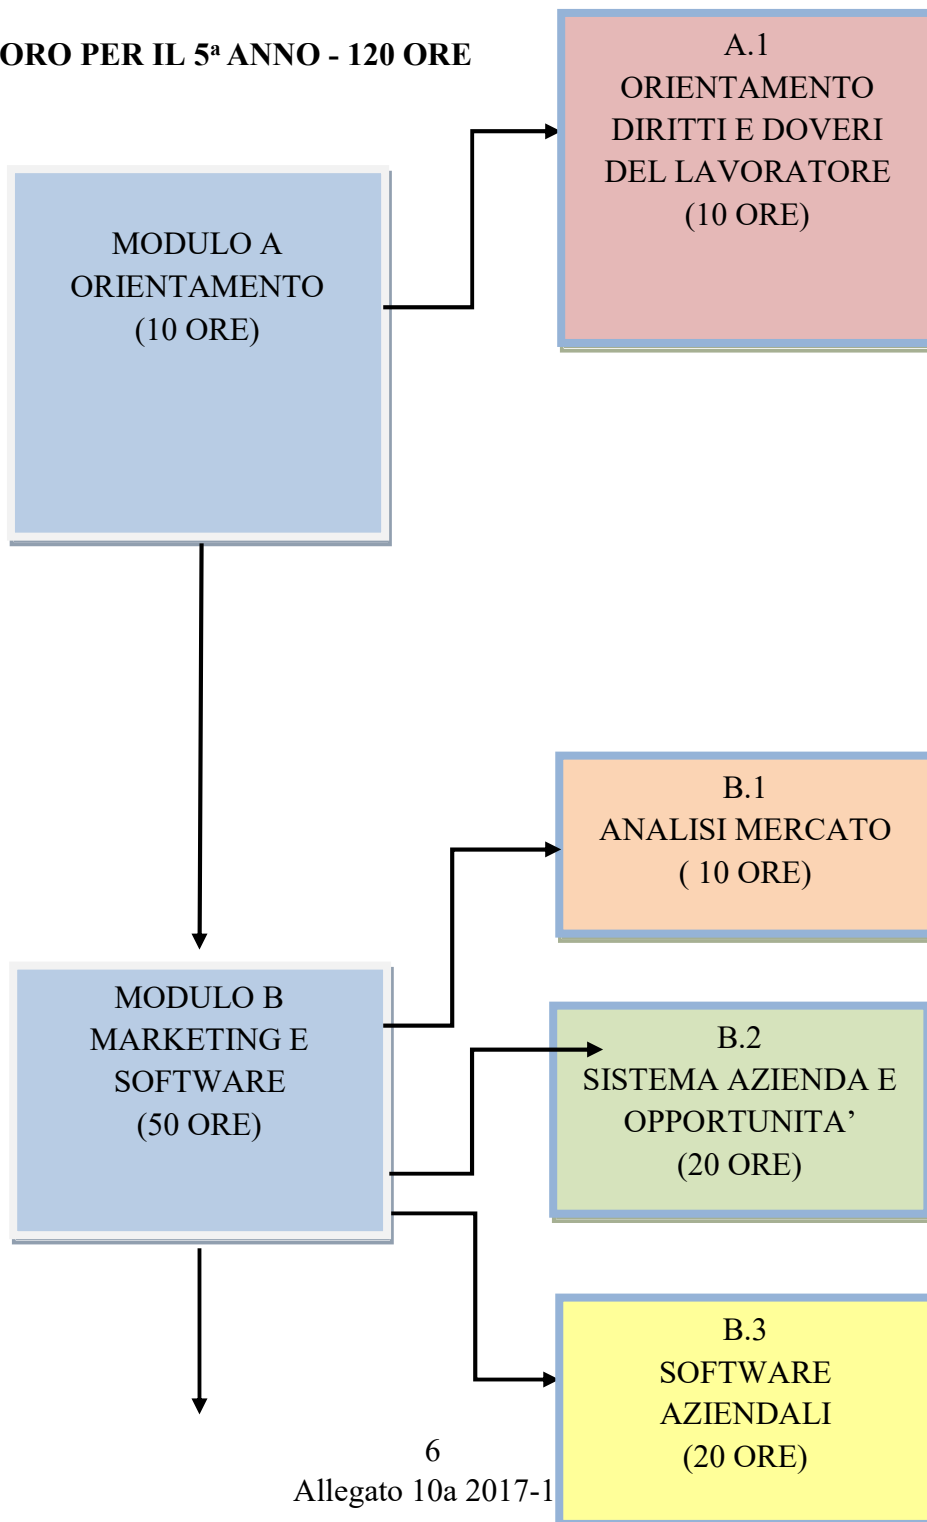 ORO PER IL 5ª ANNO - 120 ORE
A.1
ORIENTAMENTO
DIRITTI E DOVERI
DEL LAVORATORE
(10 ORE)
MODULO A
ORIENTAMENTO
(10 ORE)
B.1
ANALISI MERCATO
( 10 ORE)
MODULO B
MARKETING E
SOFTWARE
(50 ORE)
B.2
SISTEMA AZIENDA E
OPPORTUNITA’
(20 ORE)
B.3
SOFTWARE
AZIENDALI
(20 ORE)
6
Allegato 10a 2017-1